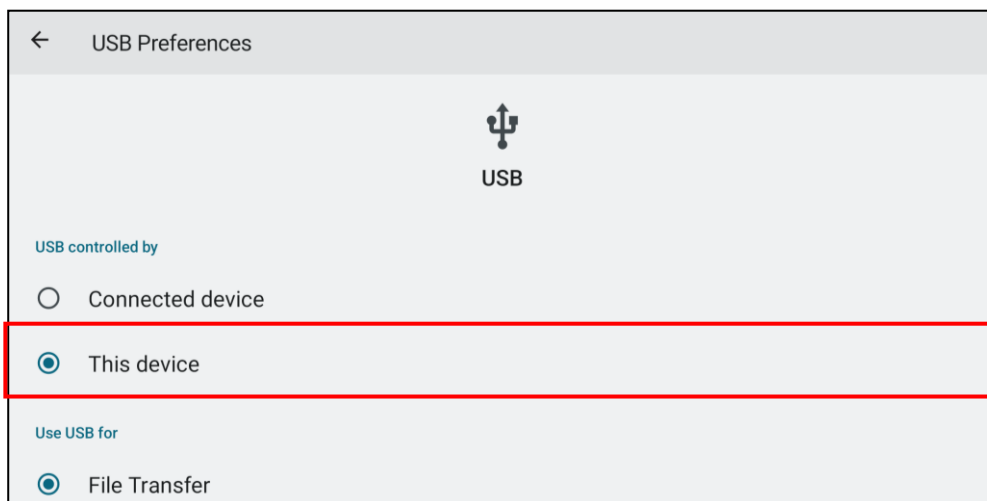 USB Preferences
USB
USB controlled by
Connected device
This device
Use USB for
File Transfer